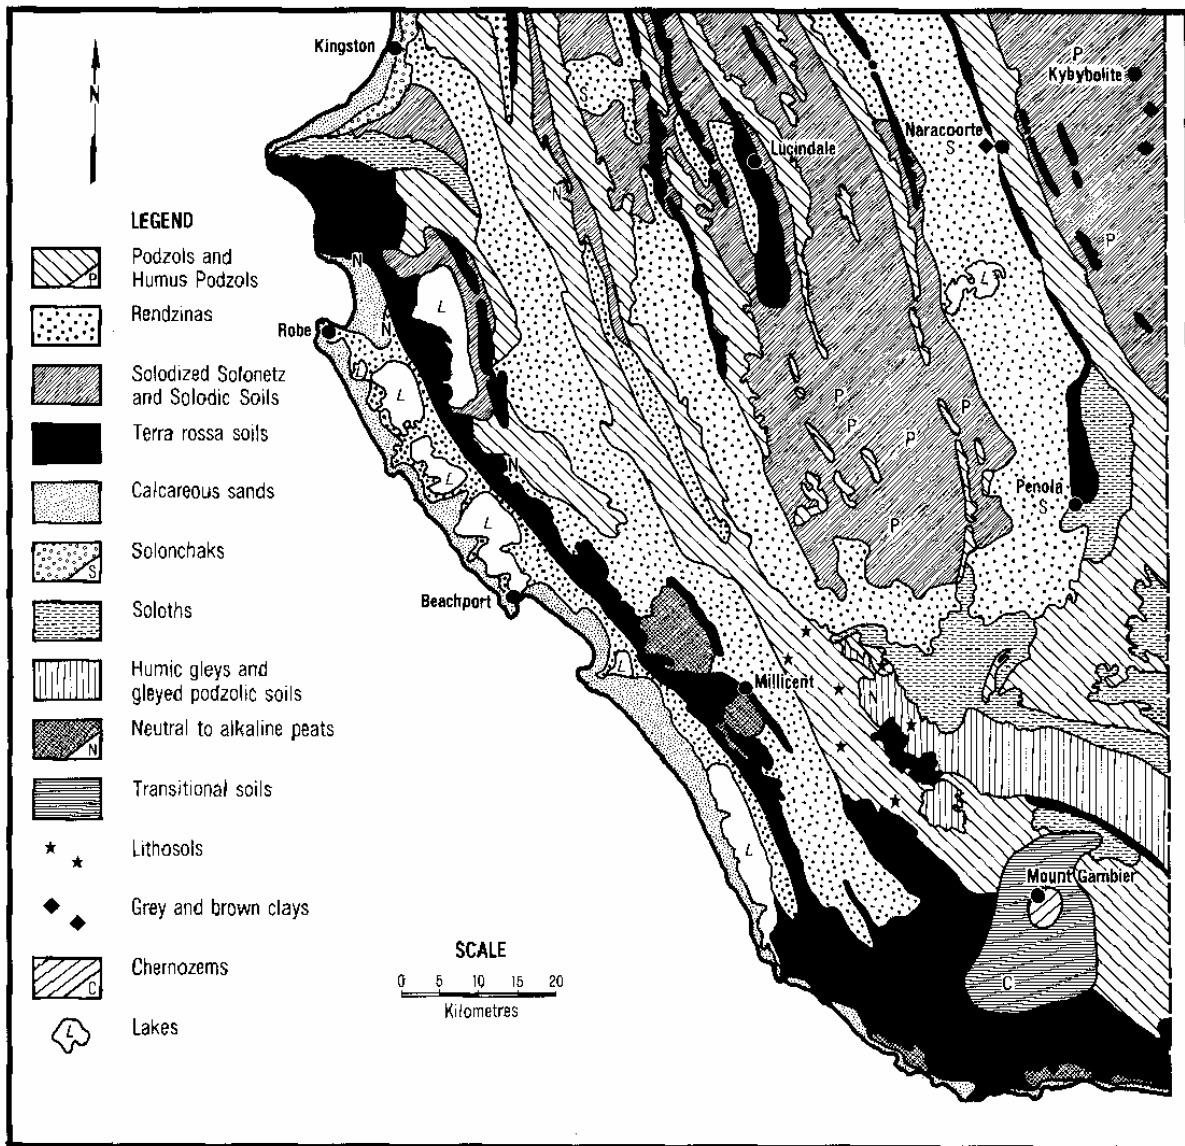 Kingston
P
Kybybolite
N
S
Naracoorte
S
Lucindale
N
LEGEND
Podzols and
Humus Podzols
P
P
N
L
L
Rendzinas
Robe
N
L
L
Solodized Solonetz
and Solodic Soils
P
P
P
P
Terra rossa soils
N
L
Calcareous sands
Penola
S
L
P
Solonchaks
S
Soloths
Beachport
L
Humic gleys and
gleyed podzolic soils
Millicent
N
Neutral to alkaline peats
N
Transitional soils
Lithosols
L
Mount Gambier
Grey and brown clays
SCALE
0 5 10 15 20
Kilometres
Chernozems
C
C
Lakes
L